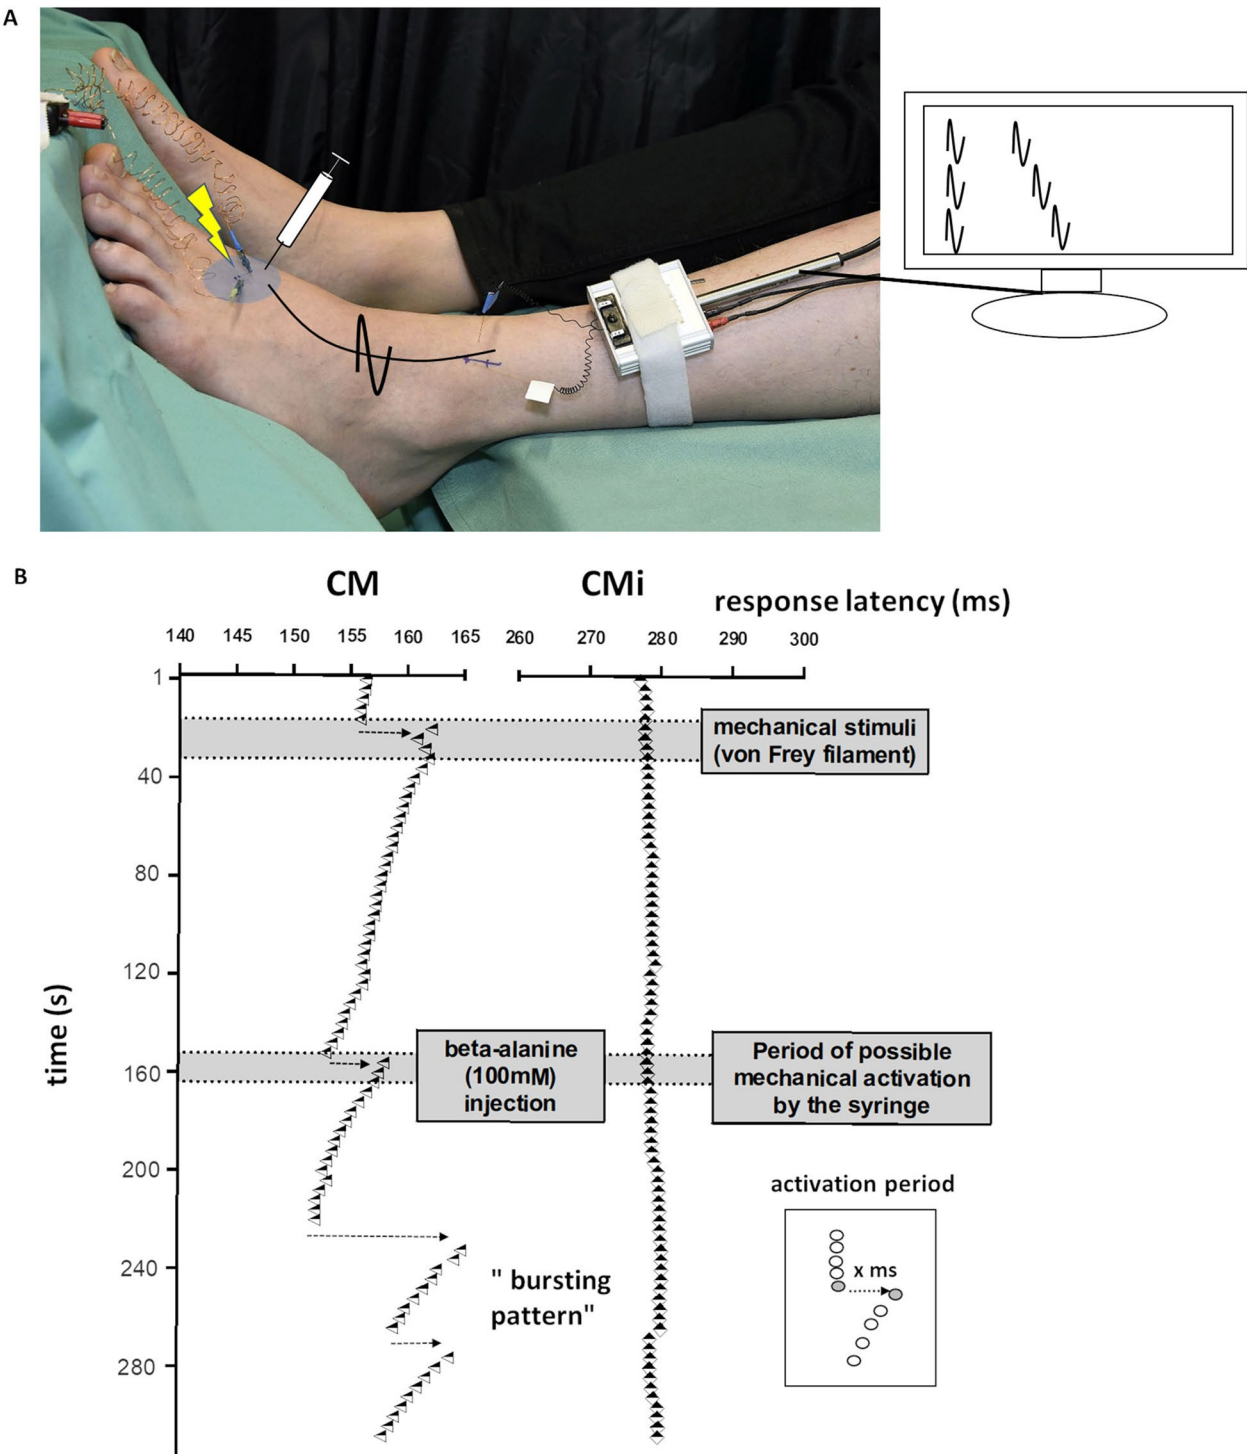 A
B
CM
CMi
response latency (ms)
140 145 150 155 160 165 260 270 280 290 300
1
mechanical stimuli
(von Frey filament)
40
80
120
time (s)
beta-alanine
(100mM)
injection
Period of possible
mechanical activation
by the syringe
160
200
activation period
x ms
240
" bursting
pattern"
280